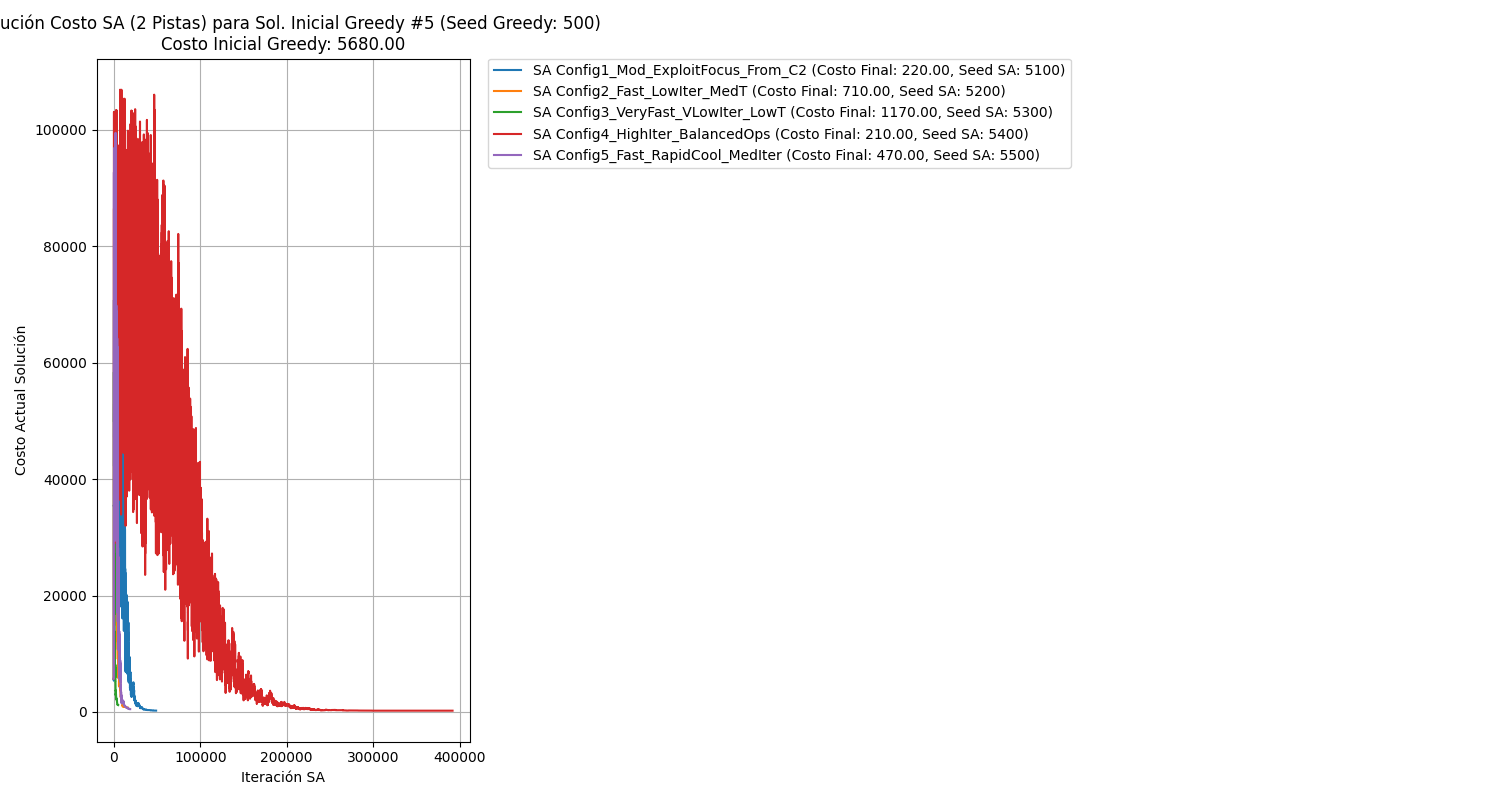 ución Costo SA (2 Pistas) para Sol. Inicial Greedy #5 (Seed Greedy: 500)
Costo Inicial Greedy: 5680.00
SA Config1_Mod_ExploitFocus_From_C2 (Costo Final: 220.00, Seed SA: 5100)
SA Config2_Fast_LowIter_MedT (Costo Final: 710.00, Seed SA: 5200)
SA Config3_VeryFast_VLowIter_LowT (Costo Final: 1170.00, Seed SA: 5300)
SA Config4_HighIter_BalancedOps (Costo Final: 210.00, Seed SA: 5400)
SA Config5_Fast_RapidCool_MedIter (Costo Final: 470.00, Seed SA: 5500)
Costo Actual Solución
100000
80000
60000
40000
20000
0
0 100000 200000 300000 400000
Iteración SA